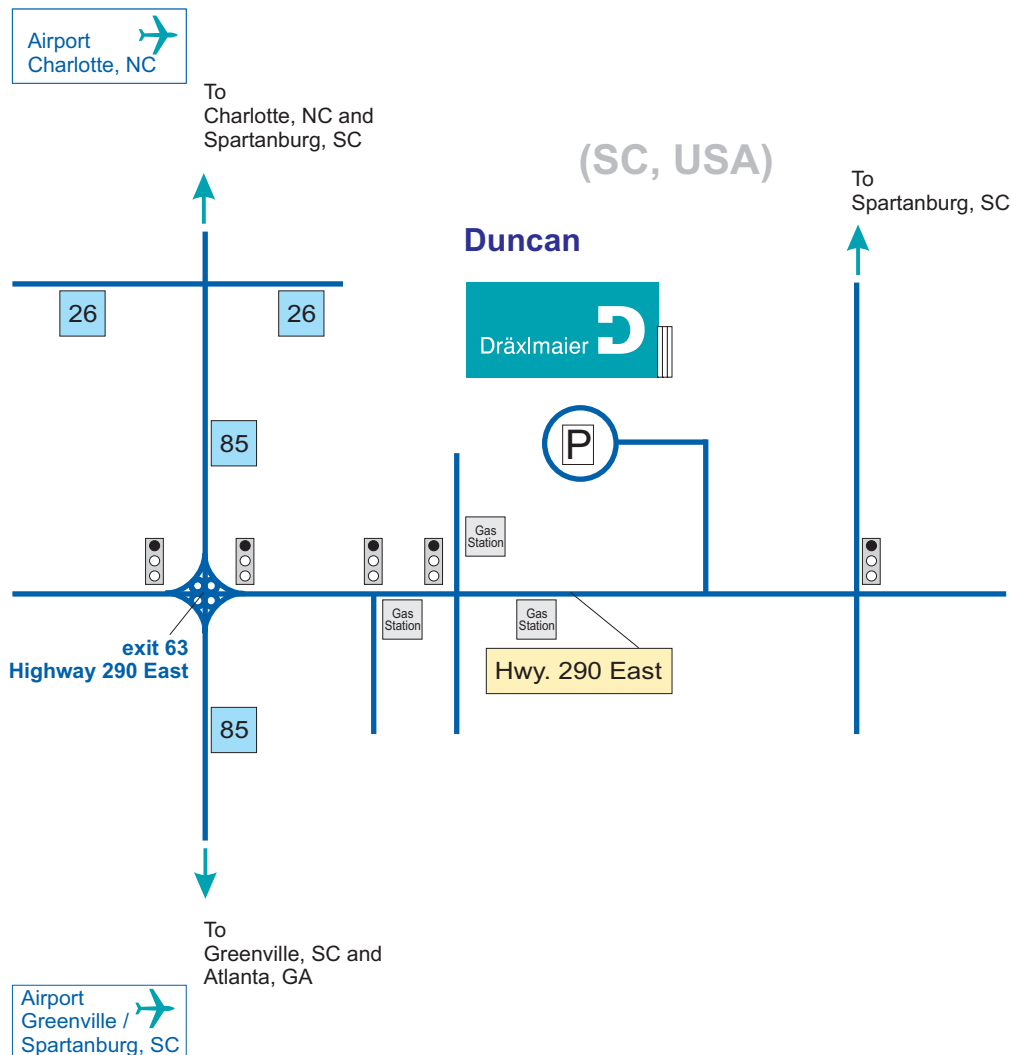 Airport
Charlotte, NC
To
Charlotte, NC and
Spartanburg, SC
(SC, USA)
To
Spartanburg, SC
Duncan
26
26
Dräxlmaier
D
85
P
Gas
Station
Gas
Station
Gas
Station
exit 63
Highway 290 East
Hwy. 290 East
85
To
Greenville, SC and
Atlanta, GA
Airport
Greenville /
Spartanburg, SC